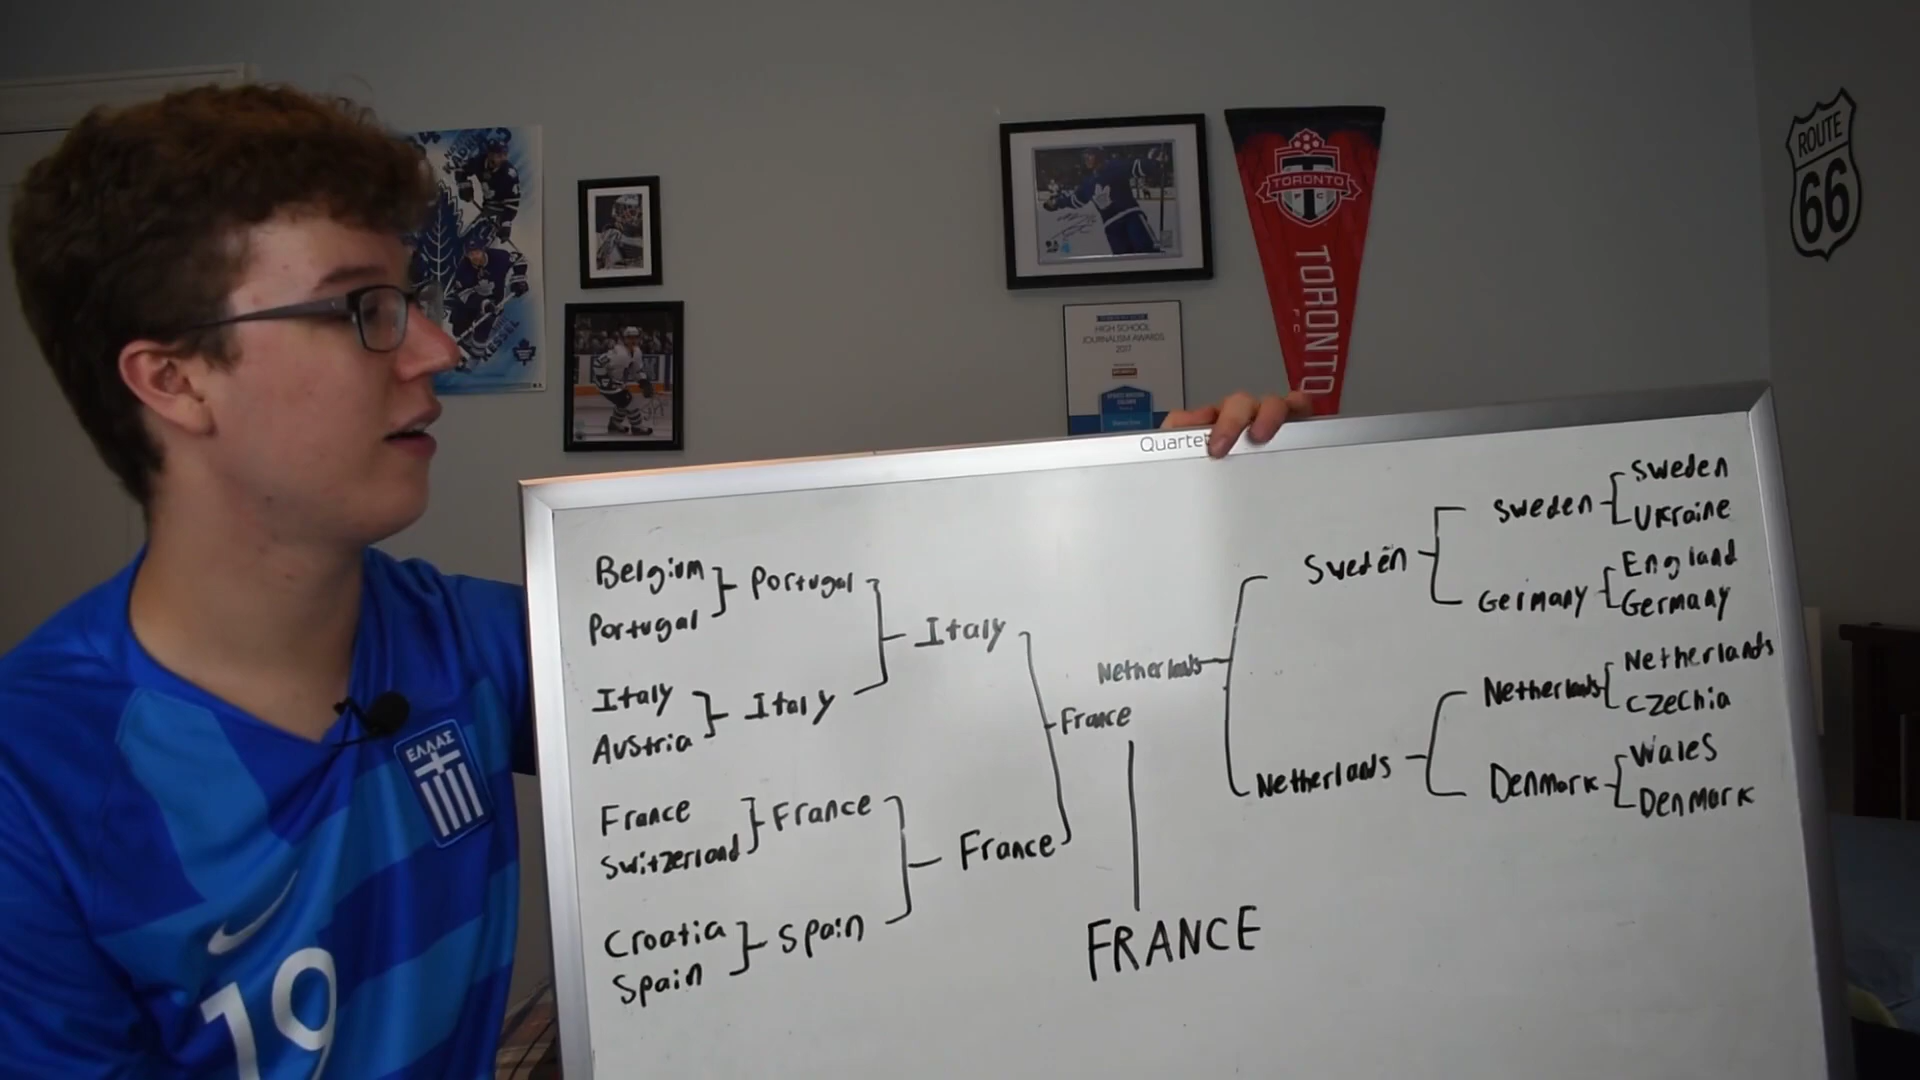 KESSEL
HIGH SCHOOL
JOURNALISM AWARDS
2017
TORONTO
F C
TORONTO
F C
ROUTE
66
Quartet
Belgium
Portugal
Portugal
Italy
Austria
Italy
Italy
France
Switzerland
France
Croatia
Spain
Spain
France
France
Netherlands
FRANCE
Sweden
Sweden
Sweden
Ukraine
Germany
England
Germany
Netherlands
Netherlands
Netherlands
Czechia
Denmark
Wales
Denmark
ΕΛΛΑΣ
19